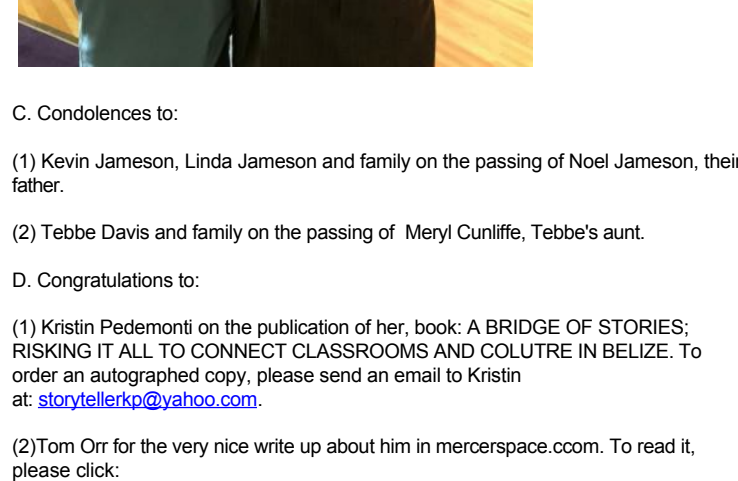 C. Condolences to:
(1) Kevin Jameson, Linda Jameson and family on the passing of Noel Jameson, their
father.
(2) Tebbe Davis and family on the passing of  Meryl Cunliffe, Tebbe's aunt.
D. Congratulations to:
(1) Kristin Pedemonti on the publication of her, book: A BRIDGE OF STORIES;
RISKING IT ALL TO CONNECT CLASSROOMS AND COLUTRE IN BELIZE. To
order an autographed copy, please send an email to Kristin
at: storytellerkp@yahoo.com.
(2)Tom Orr for the very nice write up about him in mercerspace.ccom. To read it,
please click: